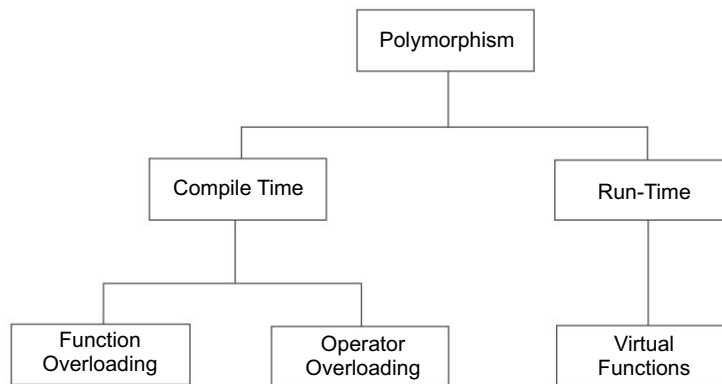 Polymorphism
Compile Time
Run-Time
Function
Overloading
Operator
Overloading
Virtual
Functions